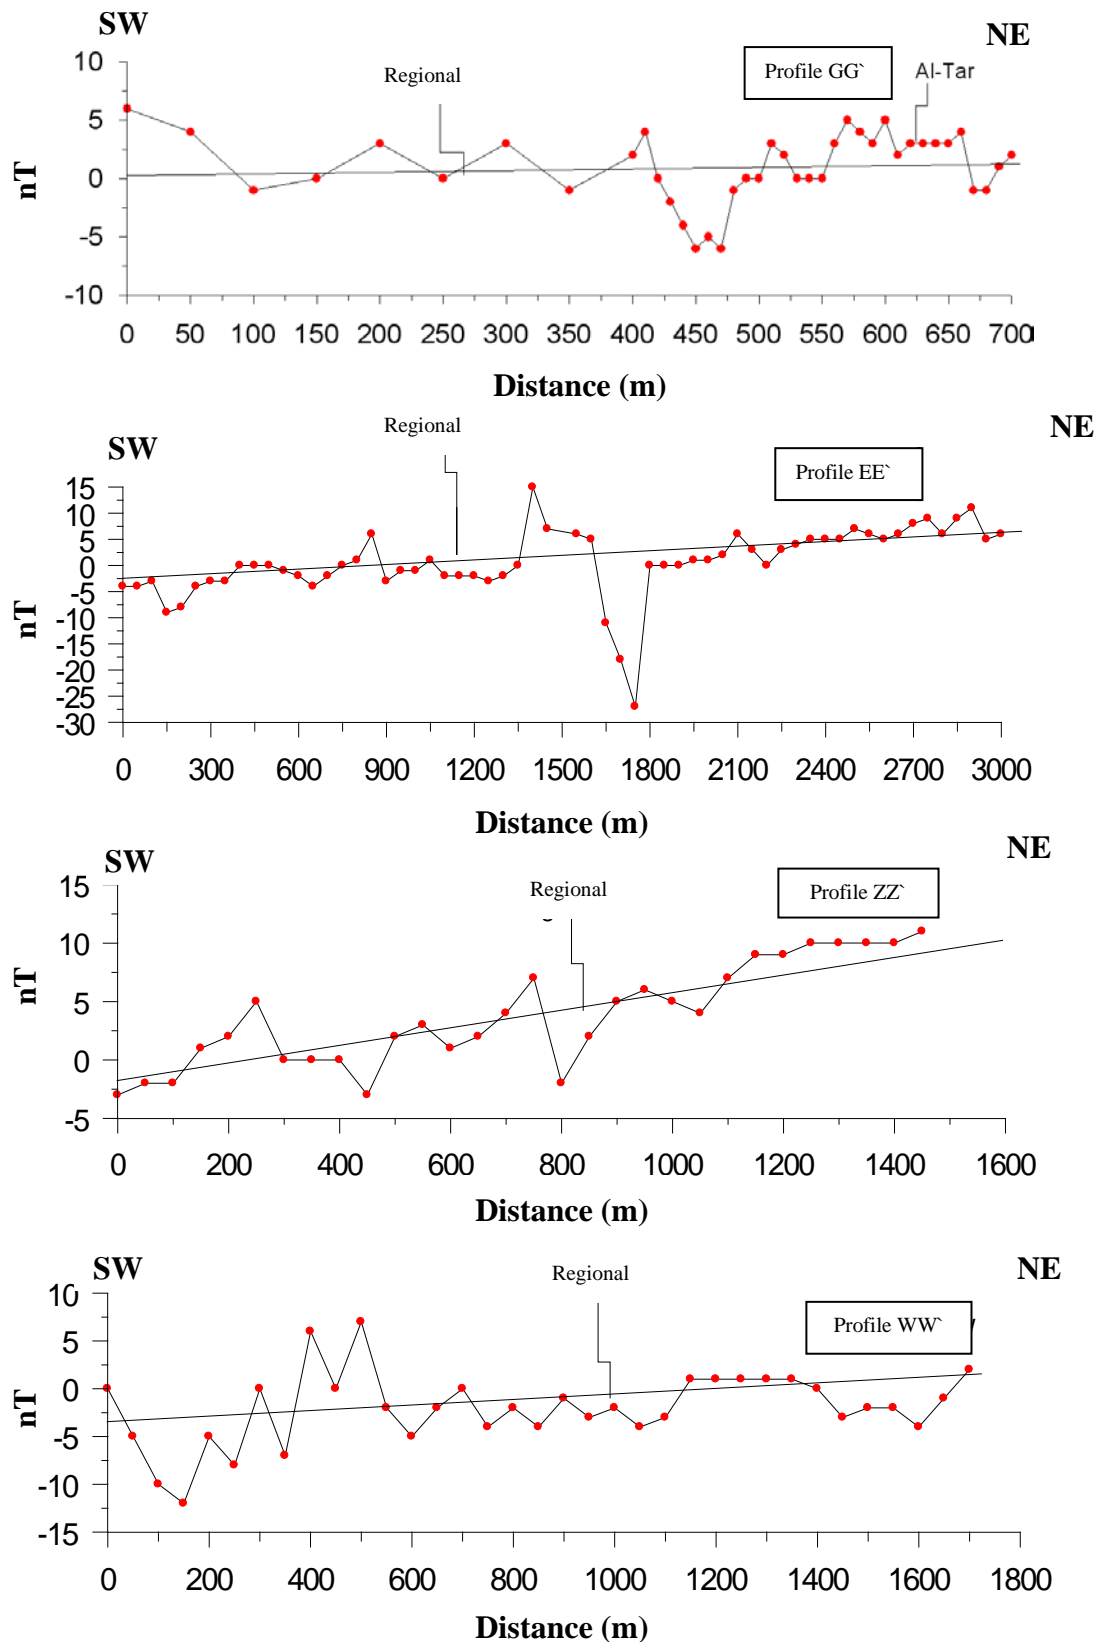 SW
NE
10
Regional
Profile GG`
Al-Tar
5
nT
0
-5
-10
0 50 100 150 200 250 300 350 400 450 500 550 600 650 700
Distance (m)
Regional
NE
SW
Profile EE`
15
10
5
0
-5
nT
-10
-15
-20
-25
-30
0 300 600 900 1200 1500 1800 2100 2400 2700 3000
Distance (m)
SW
NE
15
Regional
Profile ZZ`
10
nT
5
0
-5
0 200 400 600 800 1000 1200 1400 1600
Distance (m)
SW
Regional
NE
10
Profile WW`
5
0
nT
-5
-10
-15
0 200 400 600 800 1000 1200 1400 1600 1800
Distance (m)